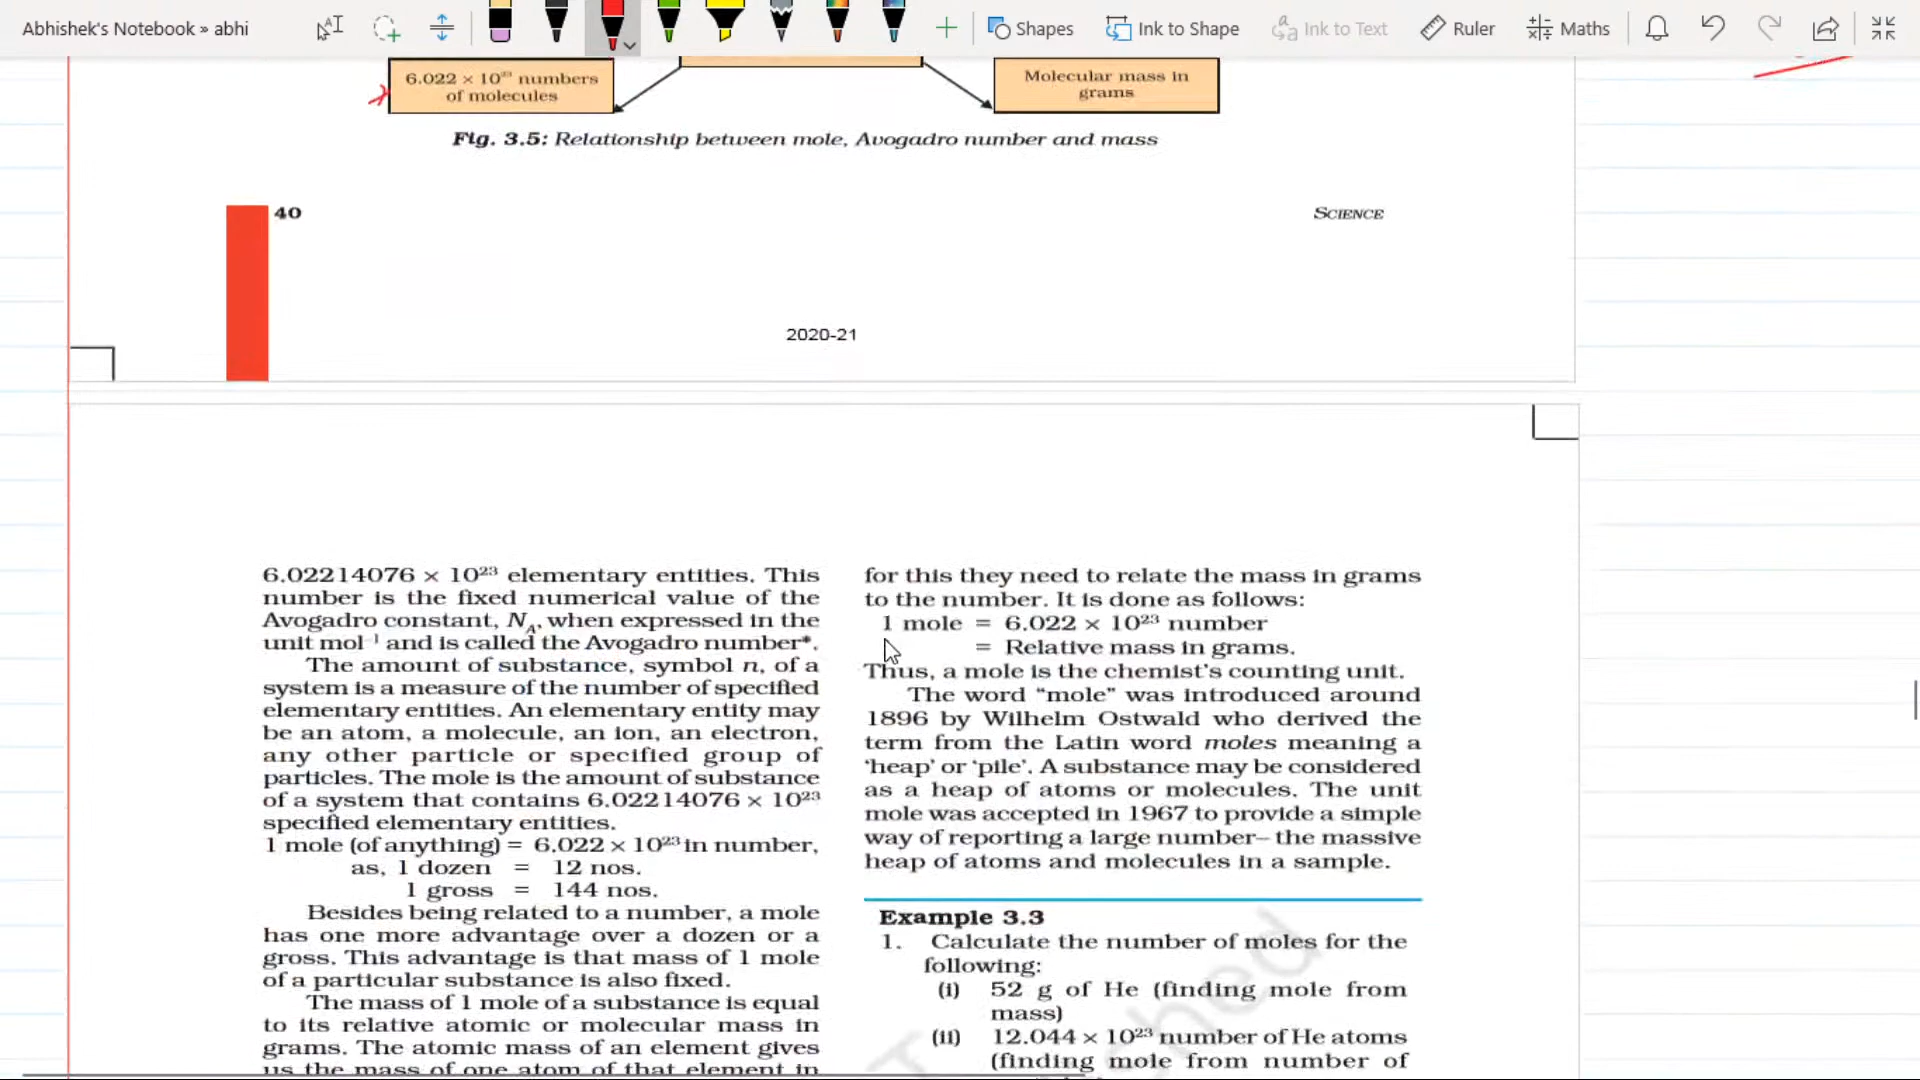 Abhishek's Notebook » abhi
Shapes
Ink to Shape
Ink to Text
Ruler
Maths
6.022 × 10²³ numbers
of molecules
Molecular mass in
grams
Fig. 3.5: Relationship between mole, Avogadro number and mass
40
SCIENCE
2020-21
6.02214076 × 10²³ elementary entities. This
number is the fixed numerical value of the
Avogadro constant, N_A, when expressed in the
unit mol⁻¹ and is called the Avogadro number*.
The amount of substance, symbol n, of a
system is a measure of the number of specified
elementary entities. An elementary entity may
be an atom, a molecule, an ion, an electron,
any other particle or specified group of
particles. The mole is the amount of substance
of a system that contains 6.02214076 × 10²³
specified elementary entities.
1 mole (of anything) = 6.022 × 10²³ in number,
as, 1 dozen = 12 nos.
1 gross = 144 nos.
Besides being related to a number, a mole
has one more advantage over a dozen or a
gross. This advantage is that mass of 1 mole
of a particular substance is also fixed.
The mass of 1 mole of a substance is equal
to its relative atomic or molecular mass in
grams. The atomic mass of an element gives
us the mass of one atom of that element in
for this they need to relate the mass in grams
to the number. It is done as follows:
1 mole = 6.022 × 10²³ number
= Relative mass in grams.
Thus, a mole is the chemist's counting unit.
The word “mole” was introduced around
1896 by Wilhelm Ostwald who derived the
term from the Latin word moles meaning a
‘heap’ or ‘pile’. A substance may be considered
as a heap of atoms or molecules. The unit
mole was accepted in 1967 to provide a simple
way of reporting a large number– the massive
heap of atoms and molecules in a sample.
Example 3.3
1. Calculate the number of moles for the
following:
(i) 52 g of He (finding mole from
mass)
(ii) 12.044 × 10²³ number of He atoms
(finding mole from number of